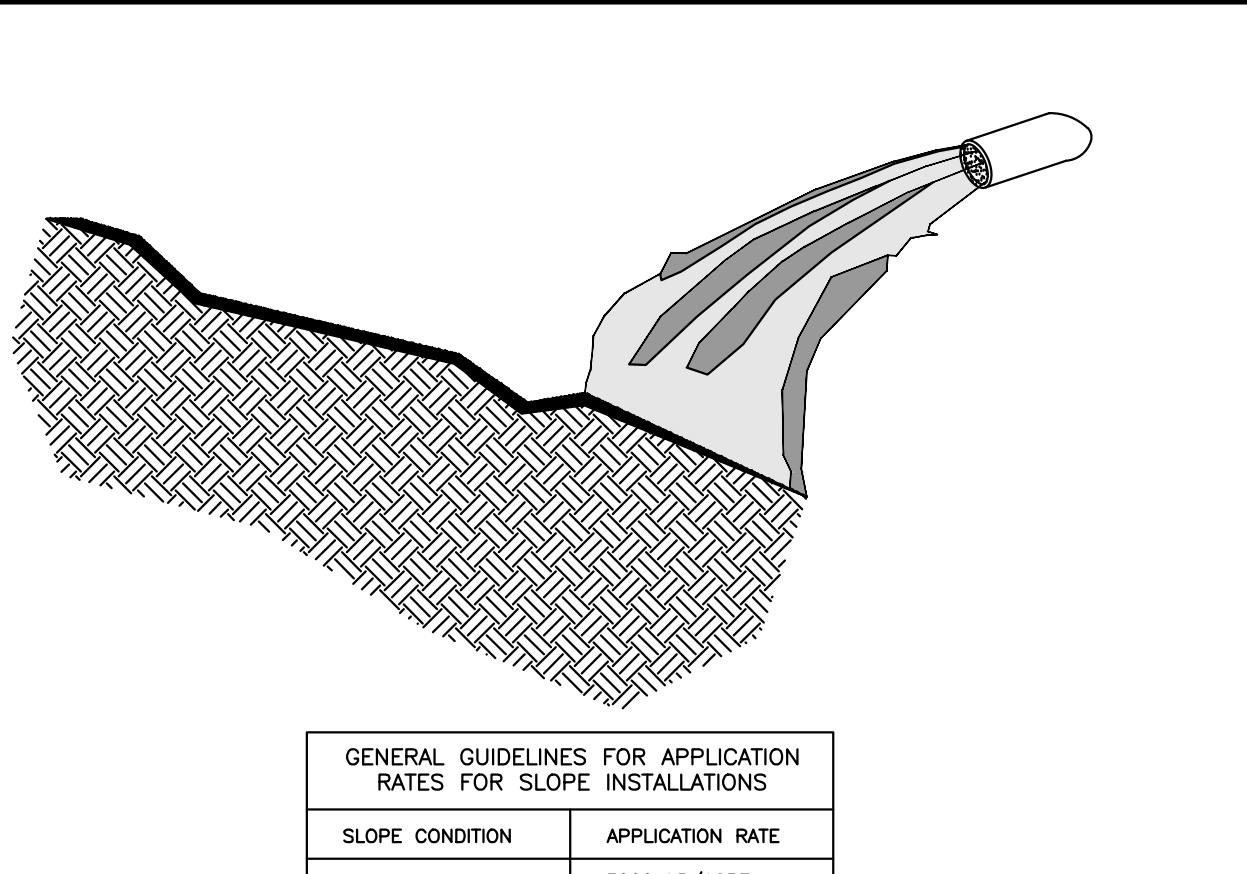 GENERAL GUIDELINES FOR APPLICATION
RATES FOR SLOPE INSTALLATIONS
SLOPE CONDITION
APPLICATION RATE